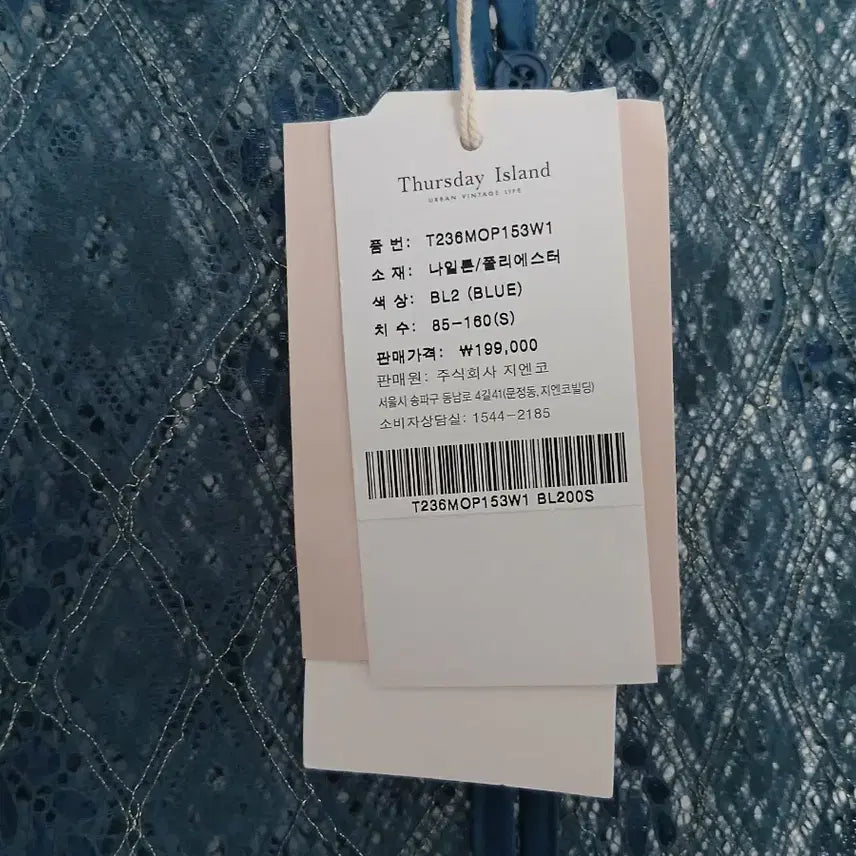 Thursday Island
URBAN VINTAGE LIFE
품 번: T236MOP153W1
소 재: 나일론/폴리에스터
색 상: BL2 (BLUE)
치 수: 85-160(S)
판매가격: ₩199,000
판매원: 주식회사 지엔코
서울시 송파구 동남로 4길41(문정동,지엔코빌딩)
소비자상담실: 1544-2185
T236MOP153W1 BL200S